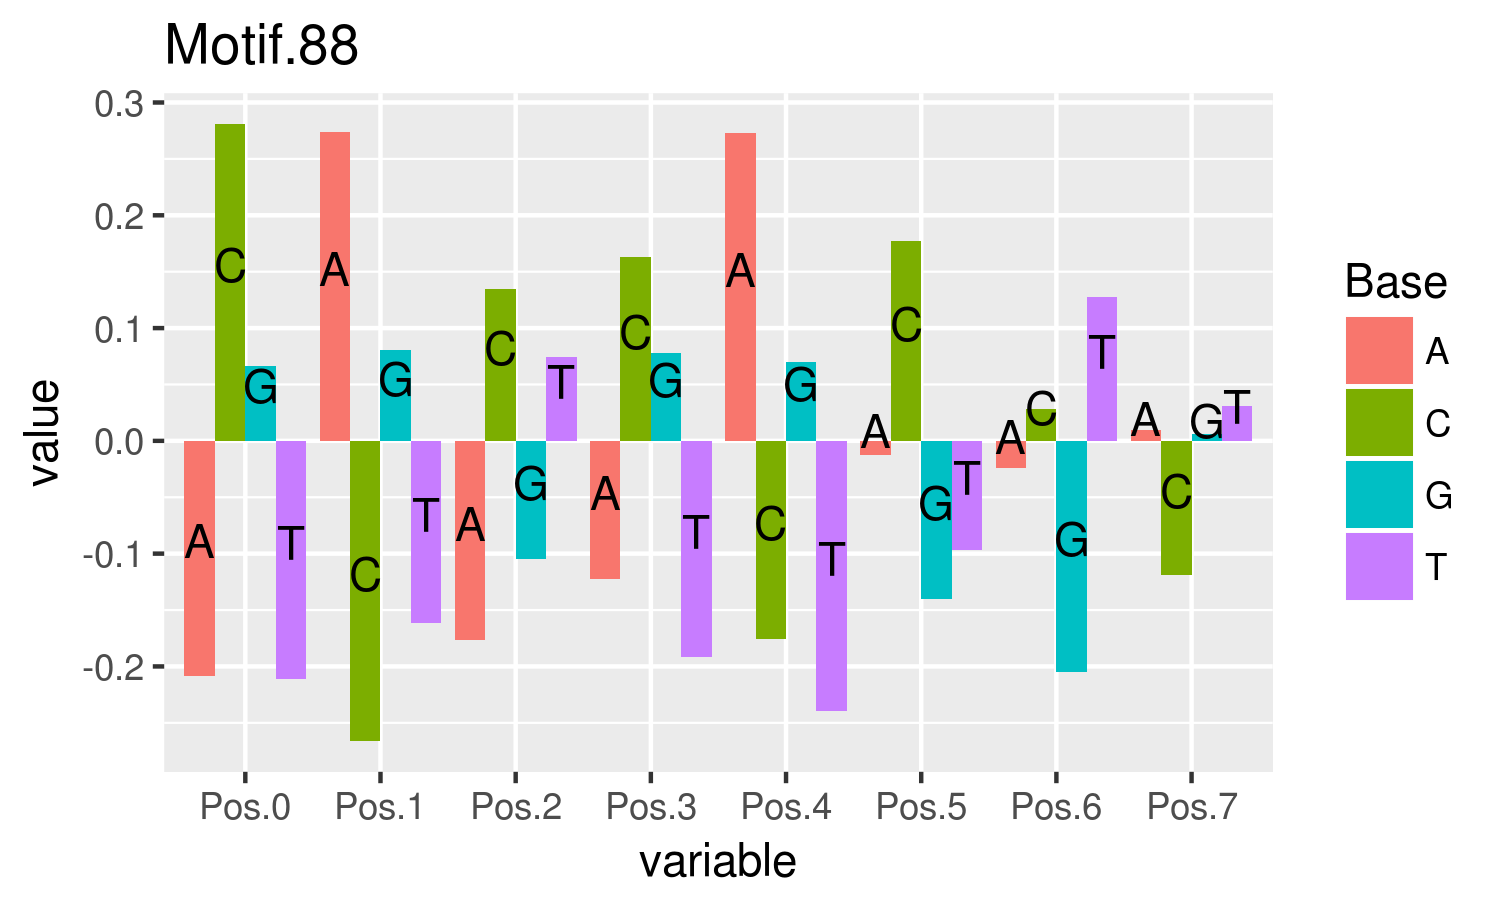 Motif.88
0.3
0.2
0.1
0.0
-0.1
-0.2
value
A C G T
A C G T
A C G T
A C G T
A C G T
A C G T
A C G T
A C G T
Pos.0 Pos.1 Pos.2 Pos.3 Pos.4 Pos.5 Pos.6 Pos.7
variable
Base
A
C
G
T